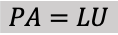 PA = LU